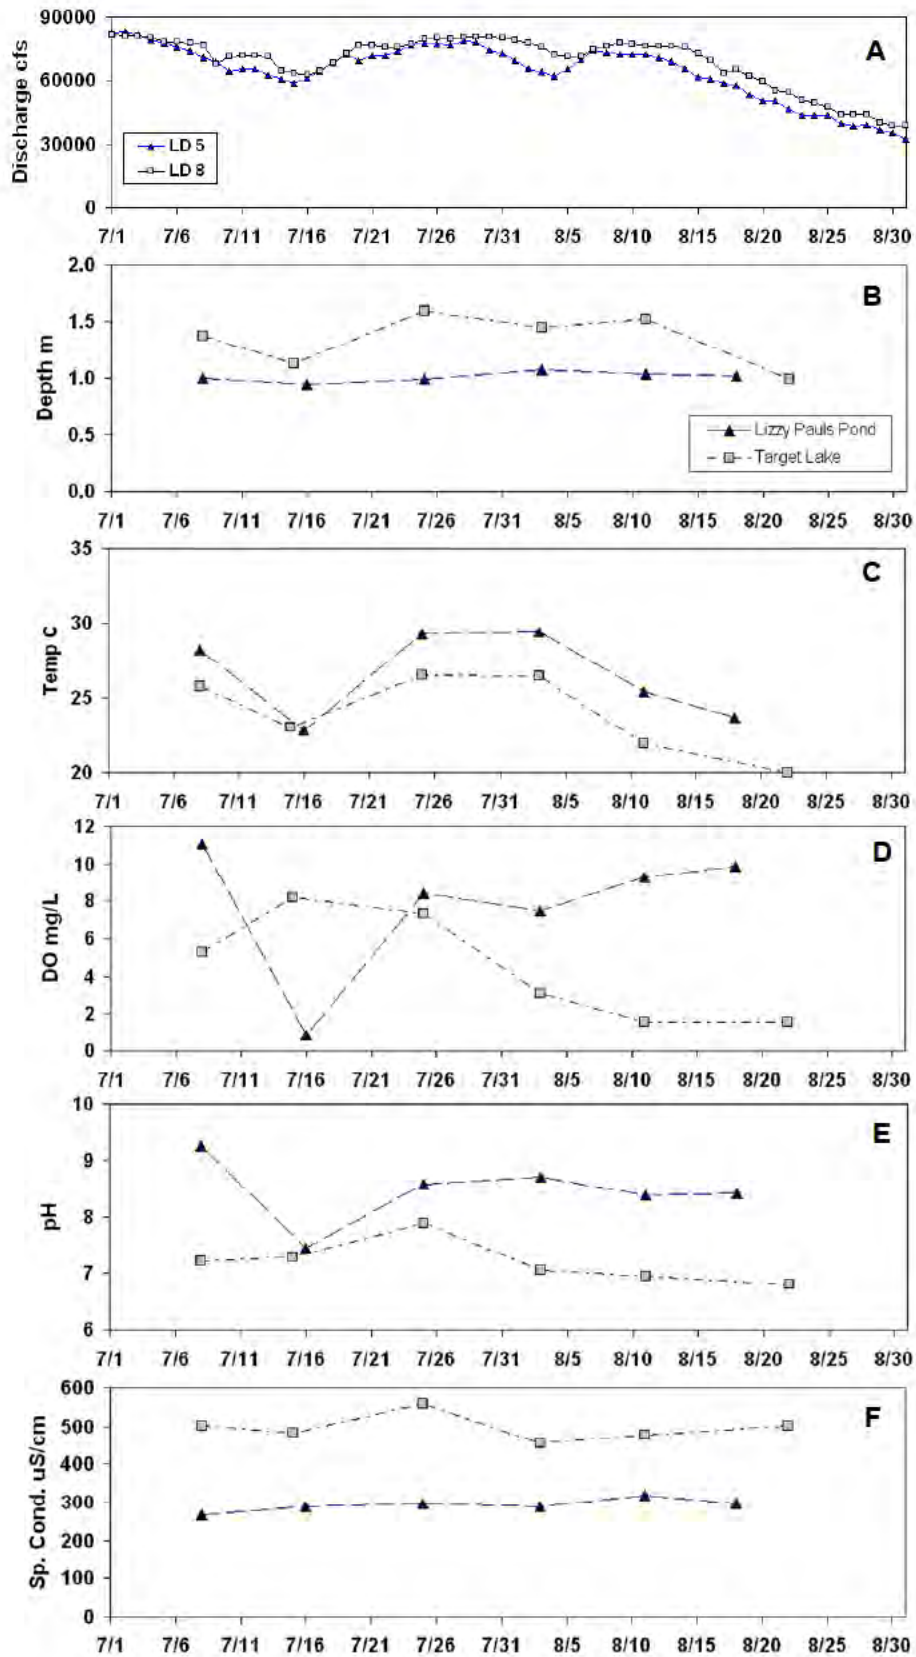 90000
A
60000
Discharge cfs
30000
LD 5
LD 8
0
7/1 7/6 7/11 7/16 7/21 7/26 7/31 8/5 8/10 8/15 8/20 8/25 8/30
2.0
B
1.5
Depth m
1.0
Lizzy Pauls Pond
Target Lake
0.5
0.0
7/1 7/6 7/11 7/16 7/21 7/26 7/31 8/5 8/10 8/15 8/20 8/25 8/30
35
C
30
Temp C
25
20
7/1 7/6 7/11 7/16 7/21 7/26 7/31 8/5 8/10 8/15 8/20 8/25 8/30
12
D
10
8
DO mg/L
6
4
2
0
7/1 7/6 7/11 7/16 7/21 7/26 7/31 8/5 8/10 8/15 8/20 8/25 8/30
10
E
9
pH
8
7
6
7/1 7/6 7/11 7/16 7/21 7/26 7/31 8/5 8/10 8/15 8/20 8/25 8/30
600
F
500
400
Sp. Cond. uS/cm
300
200
100
0
7/1 7/6 7/11 7/16 7/21 7/26 7/31 8/5 8/10 8/15 8/20 8/25 8/30